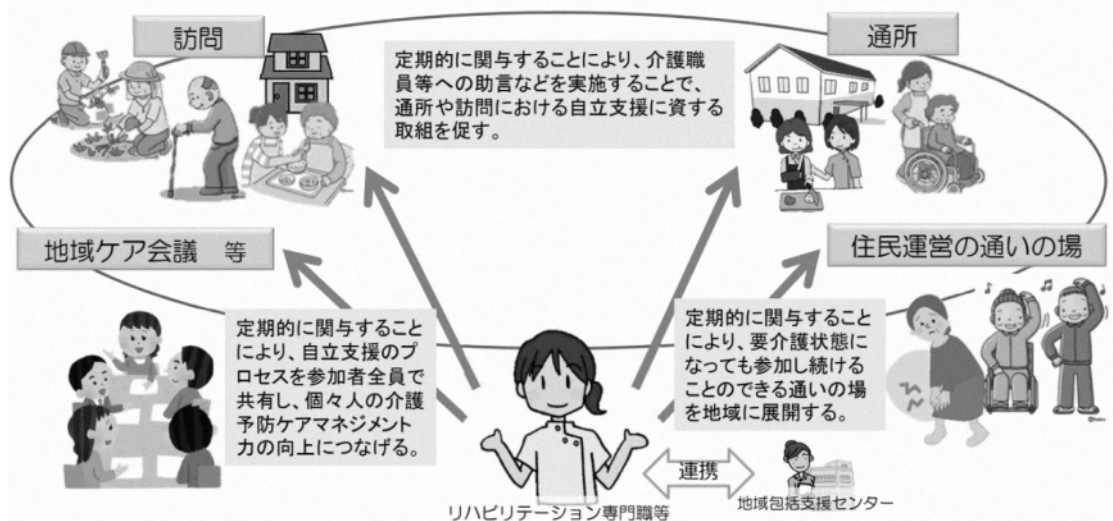 訪問
通所
定期的に関与することにより、介護職
員等への助言などを実施することで、
通所や訪問における自立支援に資する
取組を促す。
地域ケア会議 等
住民運営の通いの場
定期的に関与すること
により、自立支援のプ
ロセスを参加者全員で
共有し、個々人の介護
予防ケアマネジメント
力の向上につなげる。
定期的に関与すること
により、要介護状態に
なっても参加し続ける
ことのできる通いの場
を地域に展開する。
連携
リハビリテーション専門職等
地域包括支援センター